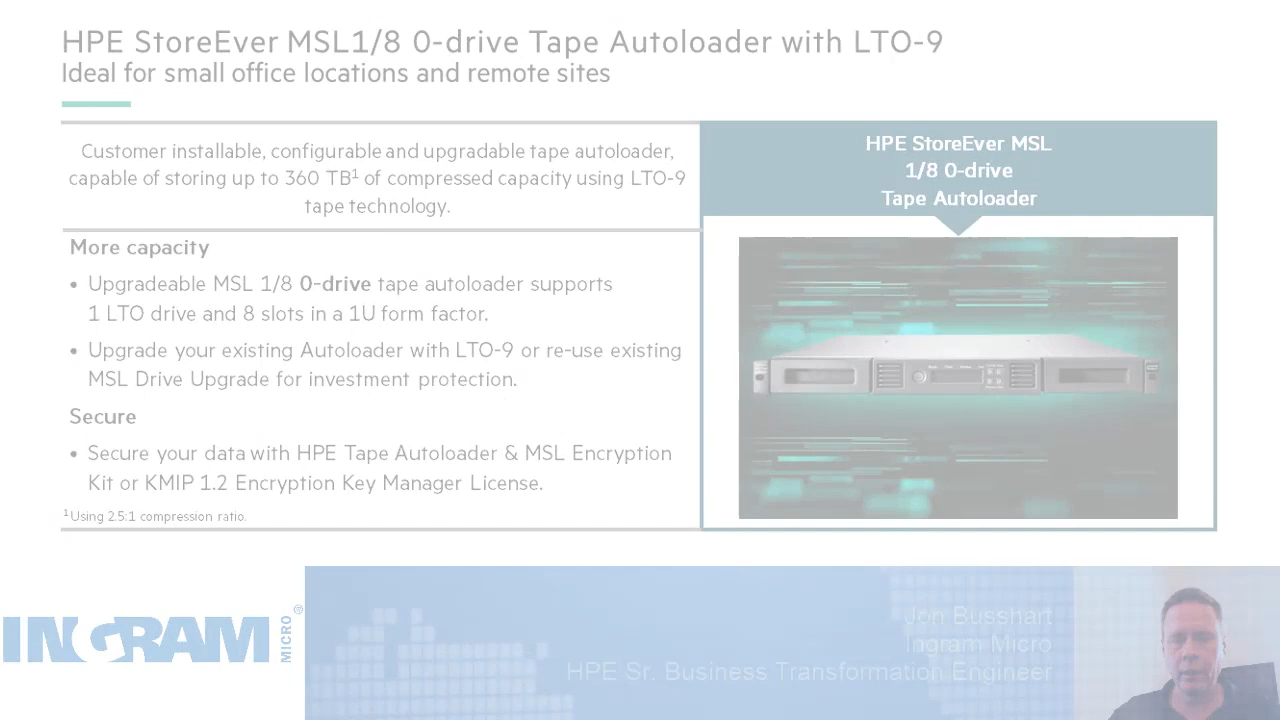 HPE StoreEver MSL1/8 0-drive Tape Autoloader with LTO-9
Ideal for small office locations and remote sites
Customer installable, configurable and upgradable tape autoloader,
capable of storing up to 360 TB¹ of compressed capacity using LTO-9
tape technology.
More capacity
• Upgradeable MSL 1/8 0-drive tape autoloader supports
1 LTO drive and 8 slots in a 1U form factor.
• Upgrade your existing Autoloader with LTO-9 or re-use existing
MSL Drive Upgrade for investment protection.
Secure
• Secure your data with HPE Tape Autoloader & MSL Encryption
Kit or KMIP 1.2 Encryption Key Manager License.
¹Using 2.5:1 compression ratio.
HPE StoreEver MSL
1/8 0-drive
Tape Autoloader
INGRAM MICRO®
Jon Busshart
Ingram Micro
HPE Sr. Business Transformation Engineer